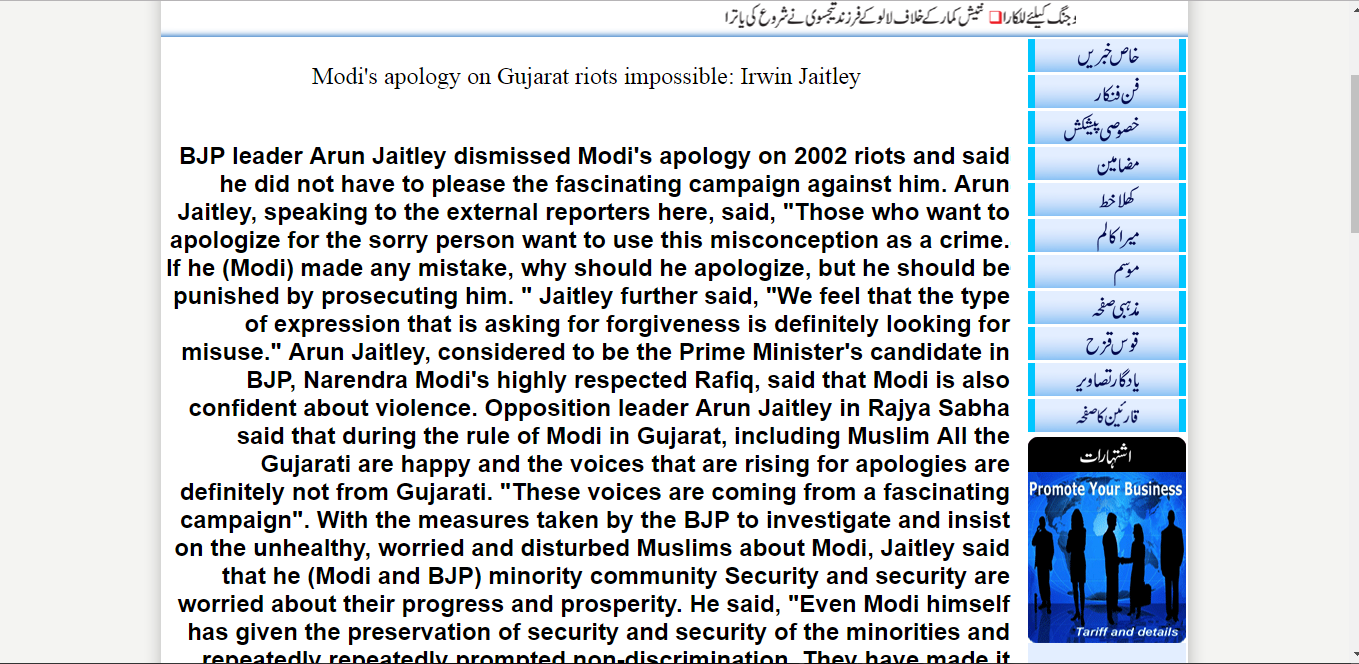 و جنگ کیلئے للکارا نتیش کمار کے خلاف لالو کے فرزند تیجسوی نے شروع کی یاترا
Modi's apology on Gujarat riots impossible: Irwin Jaitley
BJP leader Arun Jaitley dismissed Modi's apology on 2002 riots and said
he did not have to please the fascinating campaign against him. Arun
Jaitley, speaking to the external reporters here, said, "Those who want to
apologize for the sorry person want to use this misconception as a crime.
If he (Modi) made any mistake, why should he apologize, but he should be
punished by prosecuting him. " Jaitley further said, "We feel that the type
of expression that is asking for forgiveness is definitely looking for
misuse." Arun Jaitley, considered to be the Prime Minister's candidate in
BJP, Narendra Modi's highly respected Rafiq, said that Modi is also
confident about violence. Opposition leader Arun Jaitley in Rajya Sabha
said that during the rule of Modi in Gujarat, including Muslim All the
Gujarati are happy and the voices that are rising for apologies are
definitely not from Gujarati. "These voices are coming from a fascinating
campaign". With the measures taken by the BJP to investigate and insist
on the unhealthy, worried and disturbed Muslims about Modi, Jaitley said
that he (Modi and BJP) minority community Security and security are
worried about their progress and prosperity. He said, "Even Modi himself
has given the preservation of security and security of the minorities and
repeatedly repeatedly prompted non-discrimination. They have made it
خاص خبریں
فن فنکار
خصوصی پیشکش
مضامین
کھلا خط
میرا کالم
موسم
مذہبی صفحہ
قوس قزح
یادگار تصاویر
قارئین کا صفحہ
اشتہارات
Promote Your Business
Tariff and details